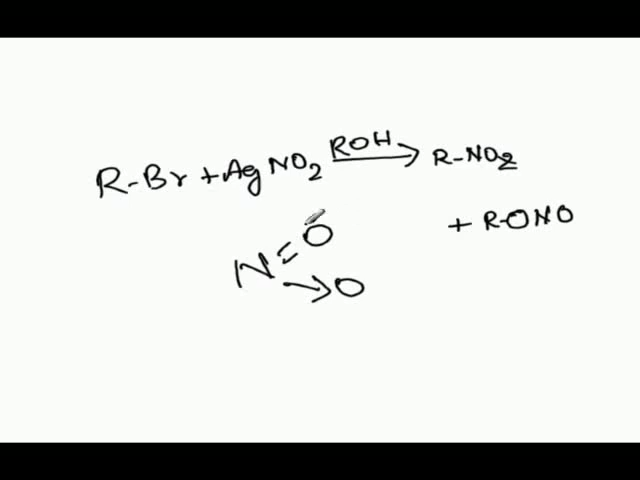 R-Br + AgNO₂ ROH → R-NO₂
+ R-ONO
N = O
→ O